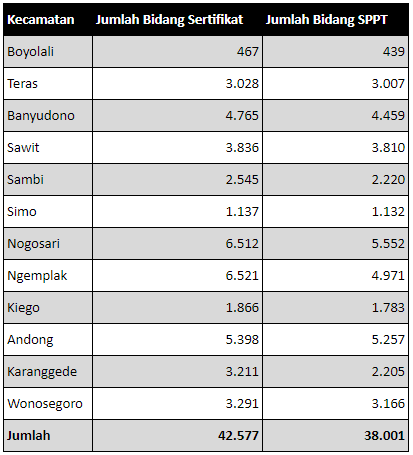 Kecamatan Jumlah Bidang Sertifikat Jumlah Bidang SPPT
Boyolali 467 439
Teras 3.028 3.007
Banyudono 4.765 4.459
Sawit 3.836 3.810
Sambi 2.545 2.220
Simo 1.137 1.132
Nogosari 6.512 5.552
Ngemplak 6.521 4.971
Kiego 1.866 1.783
Andong 5.398 5.257
Karanggede 3.211 2.205
Wonosegoro 3.291 3.166
Jumlah 42.577 38.001